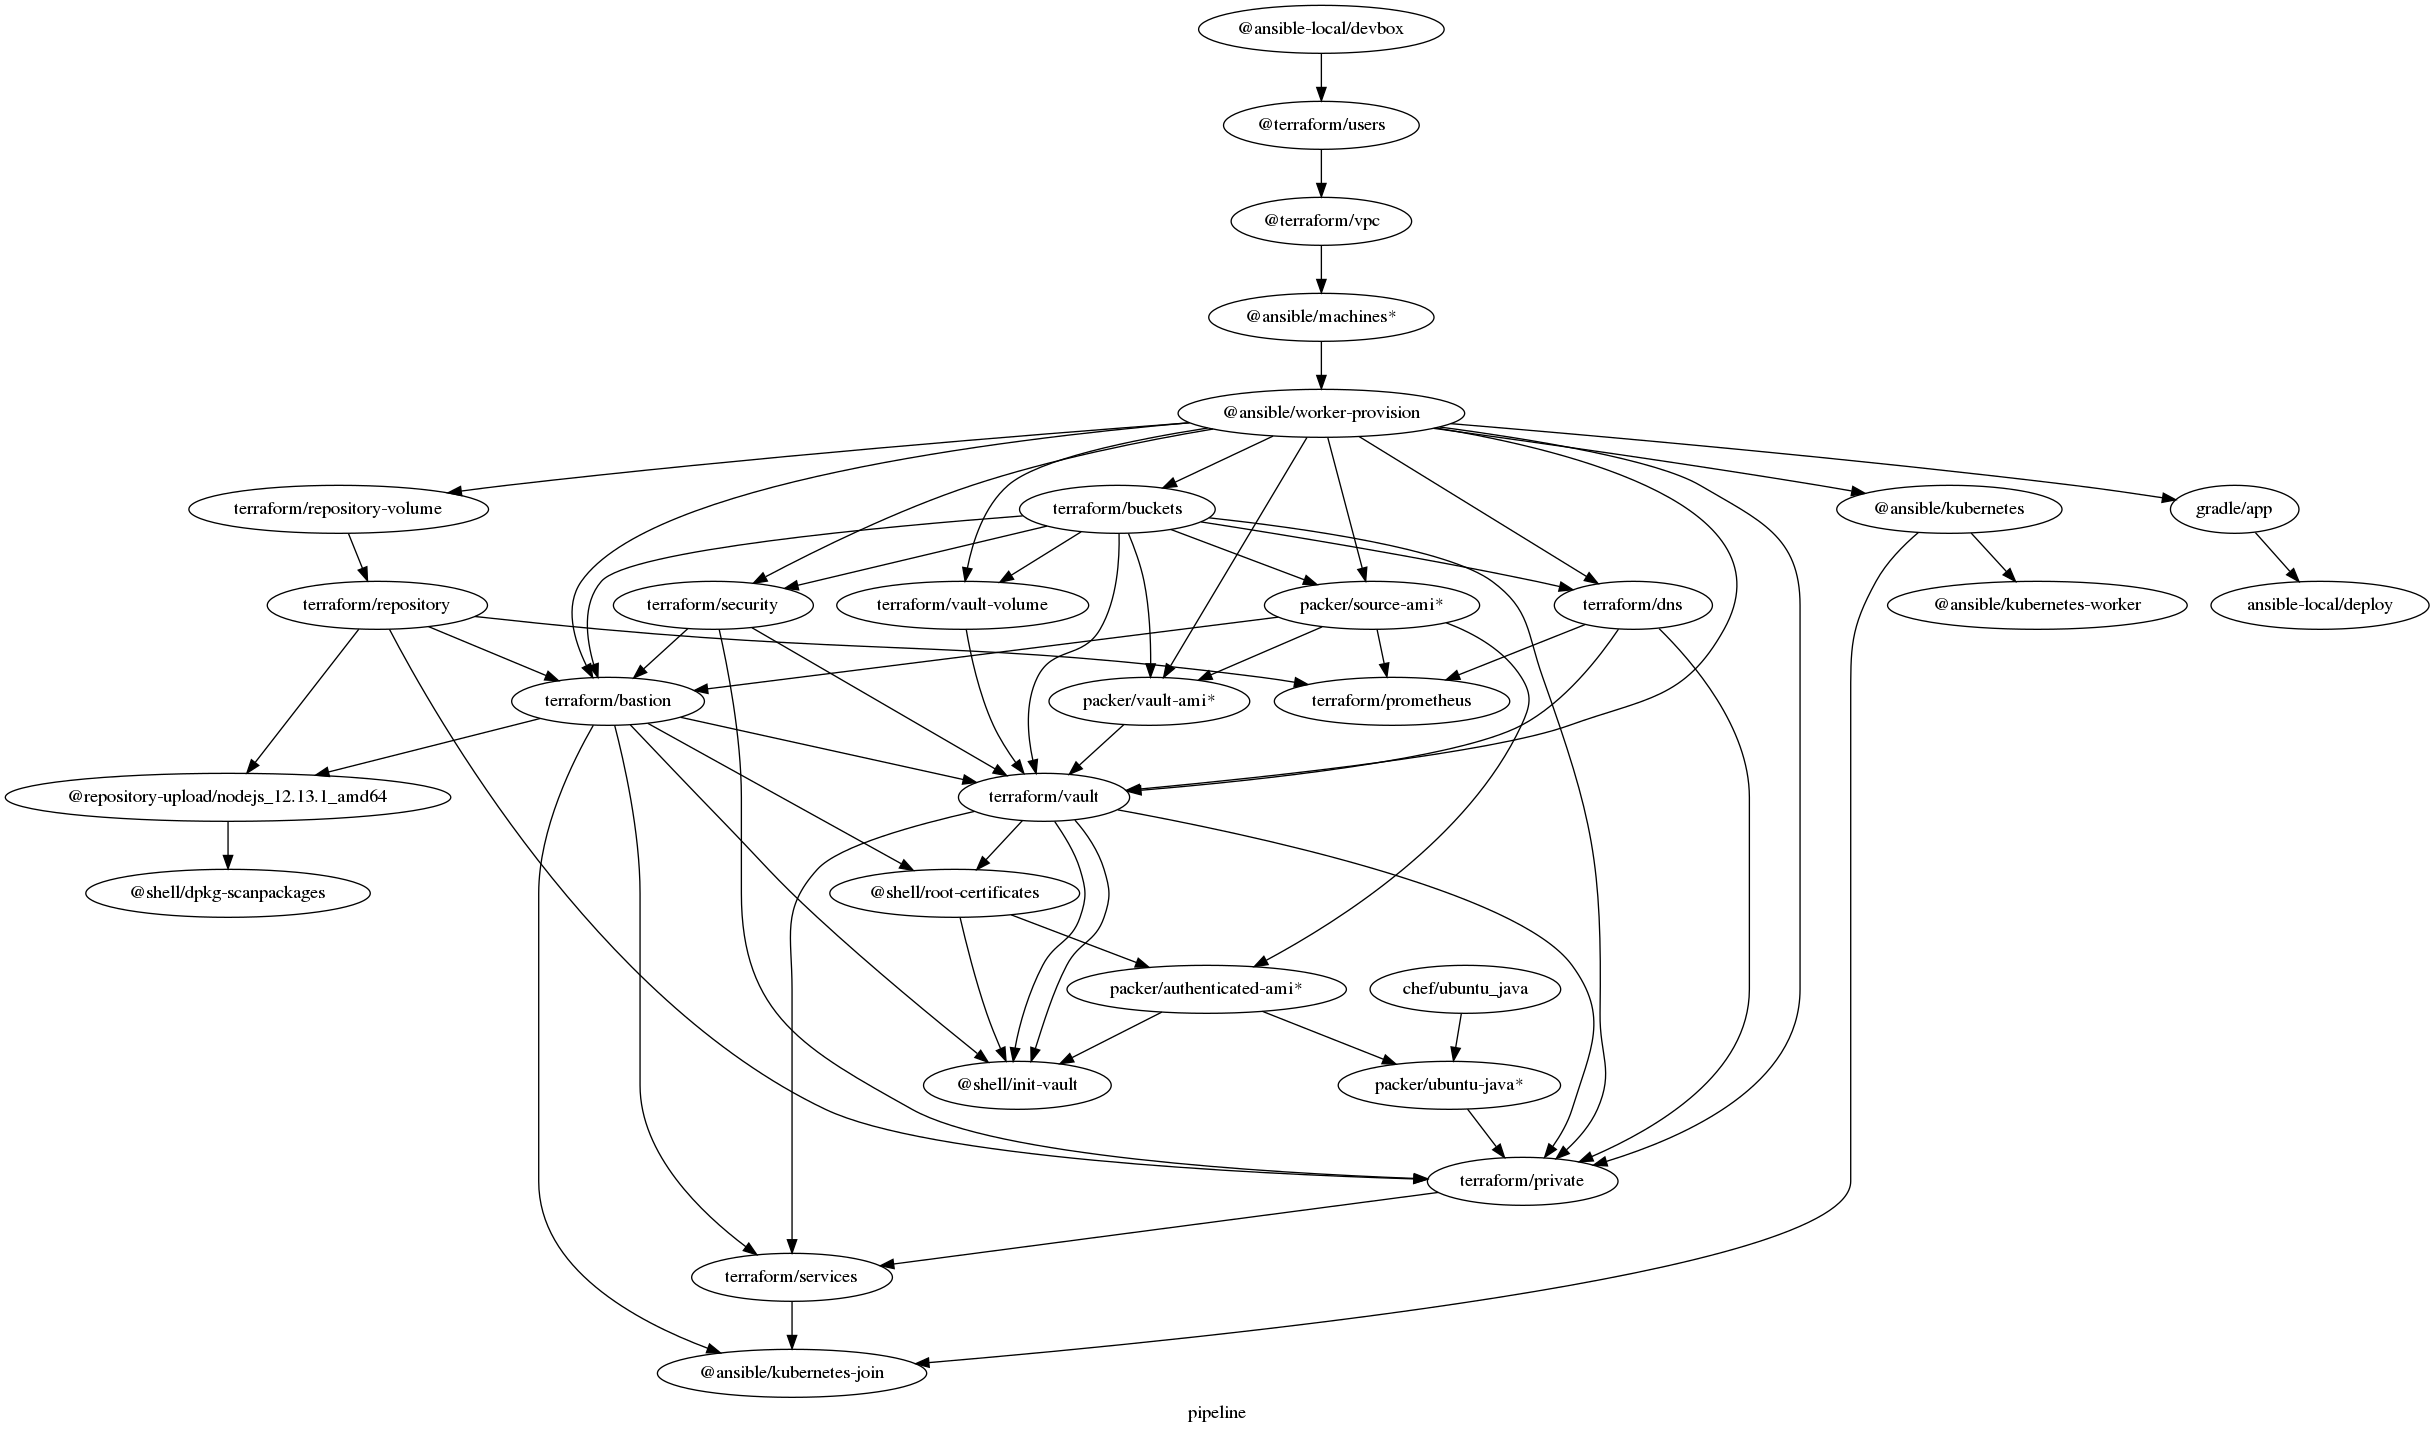 @ansible-local/devbox
@terraform/users
@terraform/vpc
@ansible/machines*
@ansible/worker-provision
terraform/repository-volume
terraform/buckets
@ansible/kubernetes
gradle/app
terraform/repository
terraform/security
terraform/vault-volume
packer/source-ami*
terraform/dns
@ansible/kubernetes-worker
ansible-local/deploy
terraform/bastion
packer/vault-ami*
terraform/prometheus
@repository-upload/nodejs_12.13.1_amd64
terraform/vault
@shell/dpkg-scanpackages
@shell/root-certificates
packer/authenticated-ami*
chef/ubuntu_java
@shell/init-vault
packer/ubuntu-java*
terraform/private
terraform/services
@ansible/kubernetes-join
pipeline